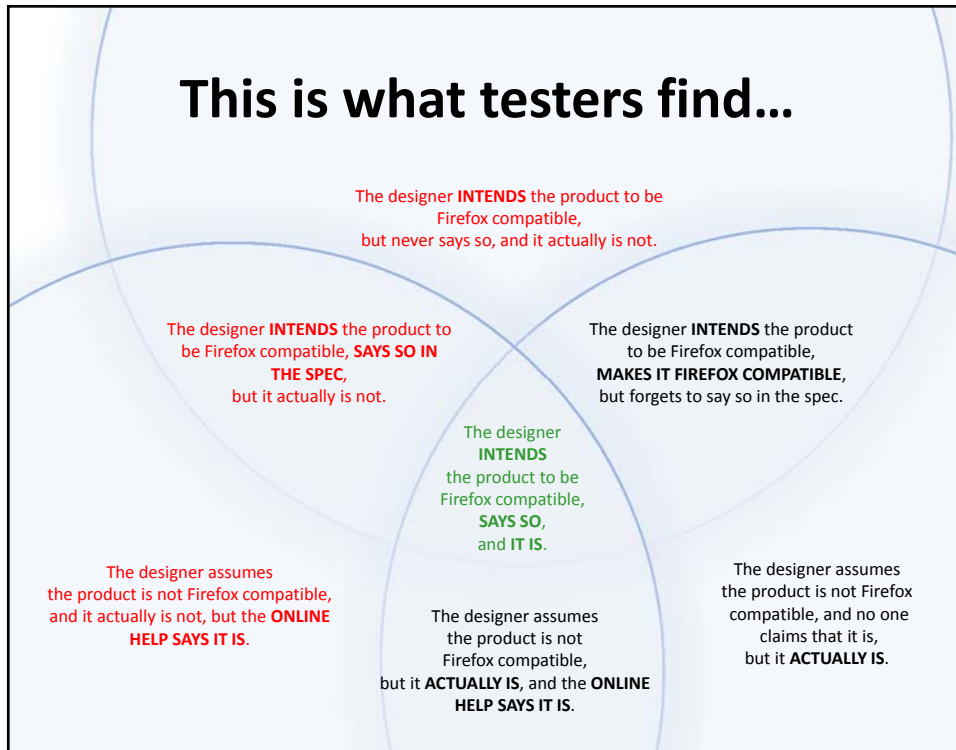 This is what testers find…
The designer INTENDS the product to be
Firefox compatible,
but never says so, and it actually is not.
The designer INTENDS the product to
be Firefox compatible, SAYS SO IN
THE SPEC,
but it actually is not.
The designer INTENDS the product
to be Firefox compatible,
MAKES IT FIREFOX COMPATIBLE,
but forgets to say so in the spec.
The designer
INTENDS
the product to be
Firefox compatible,
SAYS SO,
and IT IS.
The designer assumes
the product is not Firefox compatible,
and it actually is not, but the ONLINE
HELP SAYS IT IS.
The designer assumes
the product is not
Firefox compatible,
but it ACTUALLY IS, and the ONLINE
HELP SAYS IT IS.
The designer assumes
the product is not Firefox
compatible, and no one
claims that it is,
but it ACTUALLY IS.